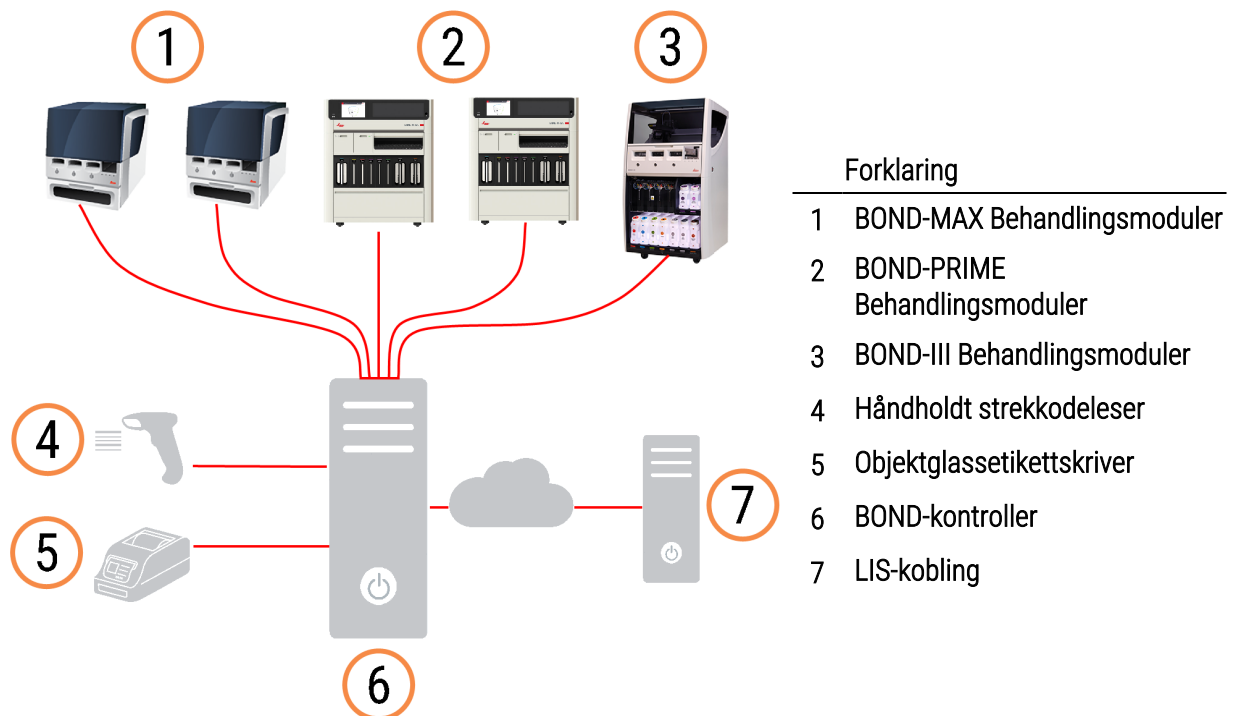 1
2
3
4
5
6
7
Forklaring
1 BOND-MAX Behandlingsmoduler
2 BOND-PRIME
Behandlingsmoduler
3 BOND-III Behandlingsmoduler
4 Håndholdt strekkodeleser
5 Objektglassetikettskriver
6 BOND-kontroller
7 LIS-kobling